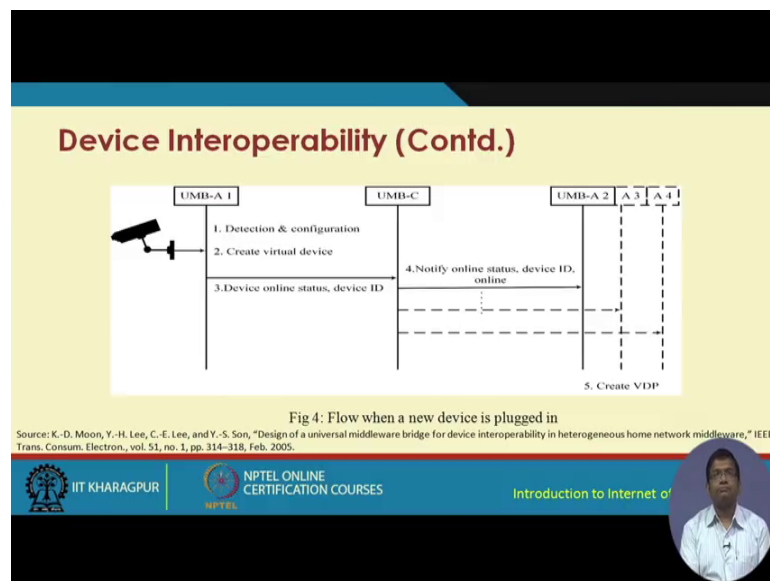 Device Interoperability (Contd.)
UMB-A 1
UMB-C
UMB-A 2
A 3
A 4
1. Detection & configuration
2. Create virtual device
3.Device online status, device ID
4.Notify online status, device ID,
online
5. Create VDP
Fig 4: Flow when a new device is plugged in
Source: K.-D. Moon, Y.-H. Lee, C.-E. Lee, and Y.-S. Son, "Design of a universal middleware bridge for device interoperability in heterogeneous home network middleware," IEEE
Trans. Consum. Electron., vol. 51, no. 1, pp. 314–318, Feb. 2005.
IIT KHARAGPUR
NPTEL
NPTEL ONLINE
CERTIFICATION COURSES
Introduction to Internet of